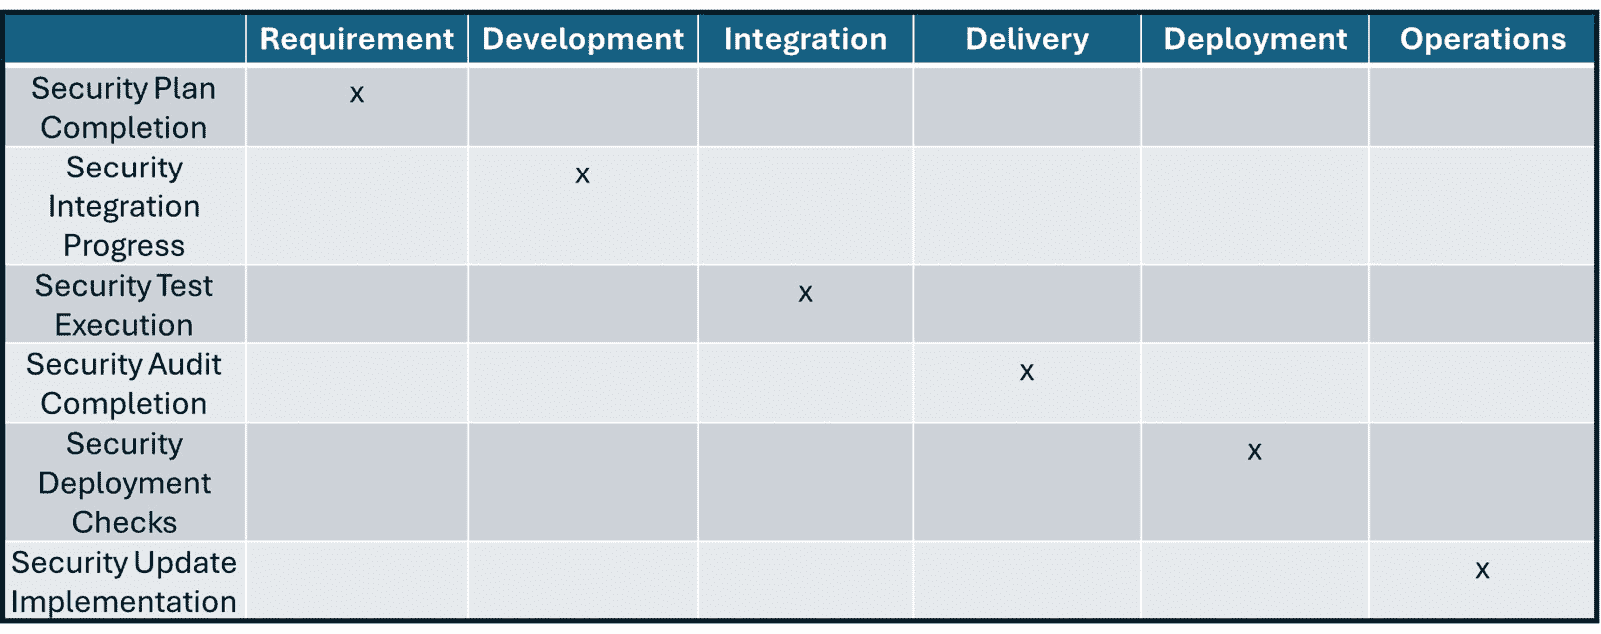 Requirement Development Integration Delivery Deployment Operations
Security Plan x
Completion
Security x
Integration
Progress
Security Test x
Execution
Security Audit x
Completion
Security x
Deployment
Checks
Security Update x
Implementation